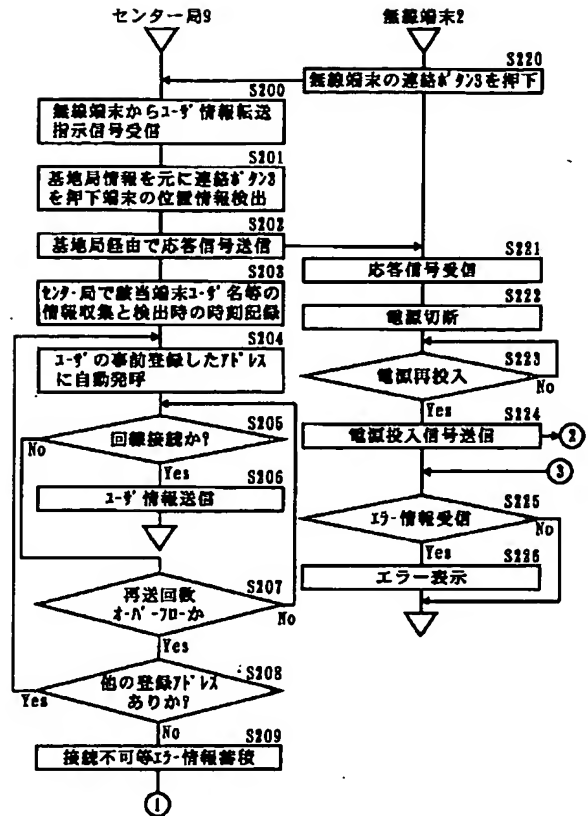 センター局9
無線端末2
S220
無線端末の連絡ボタン3を押下
S200
無線端末からユーザ情報転送
指示信号受信
S201
基地局情報を元に連絡ボタン3
を押下端末の位置情報検出
S202
基地局経由で応答信号送信
S221
応答信号受信
S203
センター局で該当端末ユーザ名等の
情報収集と検出時の時刻記録
S222
電源切断
S204
ユーザの事前登録したアドレス
に自動発呼
S223
電源再投入
No
Yes
S205
回線接続か?
No
Yes
S224
電源投入信号送信
②
③
S206
ユーザ情報送信
S225
エラー情報受信
No
Yes
S226
エラー表示
S207
再送回数
オーバーフローか
No
Yes
S208
他の登録アドレス
ありか?
Yes
No
S209
接続不可等エラー情報蓄積
①